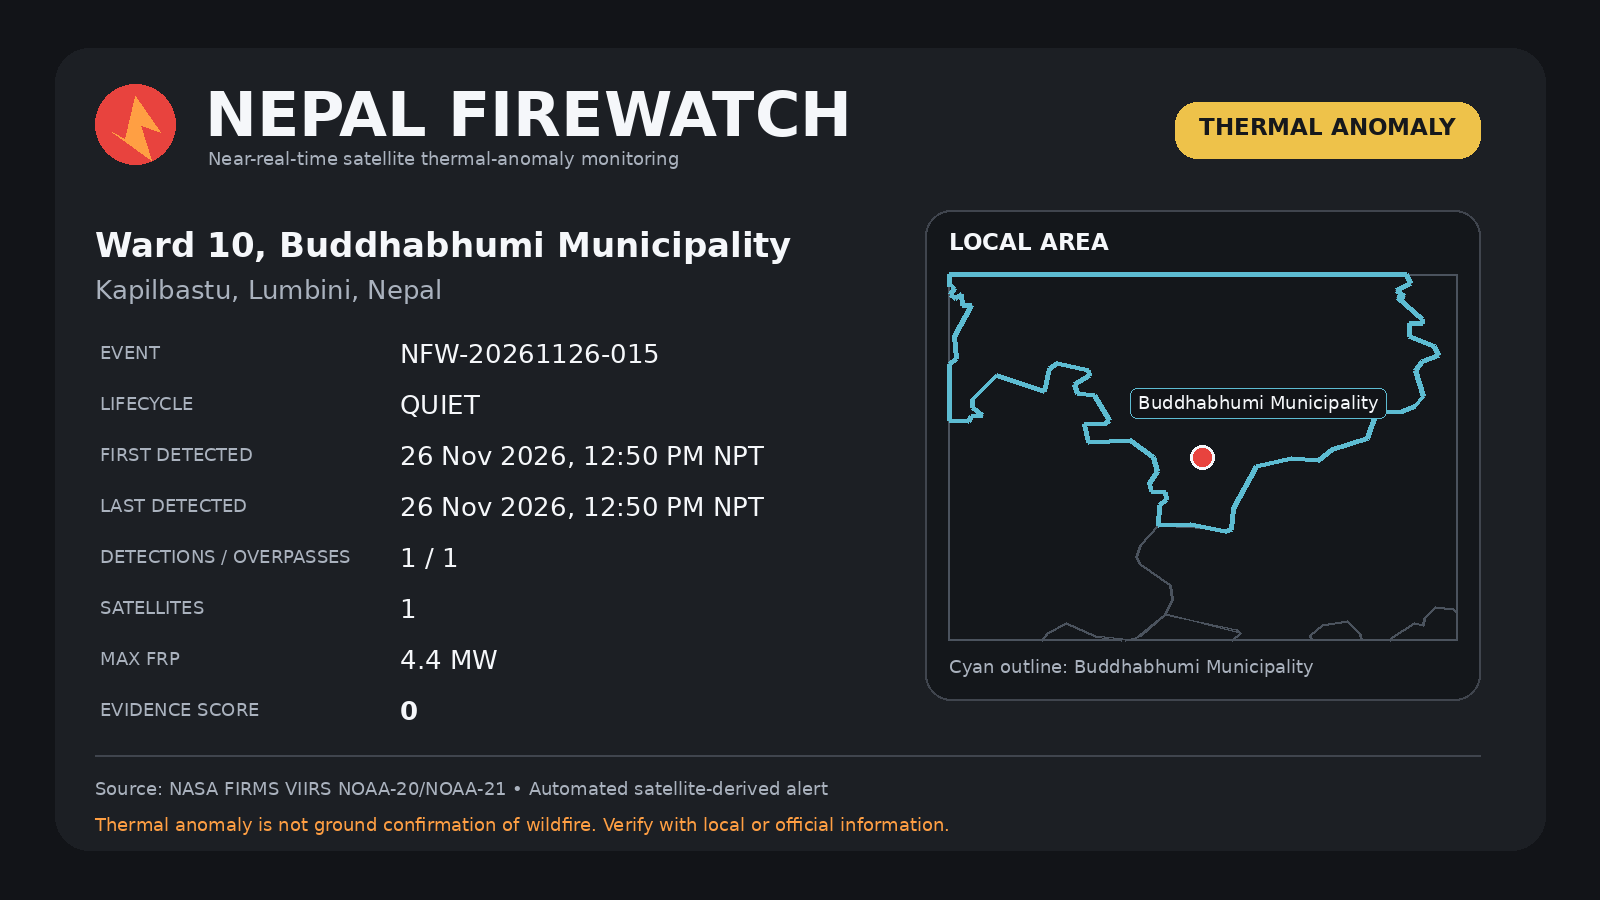 NEPAL FIREWATCH
Near-real-time satellite thermal-anomaly monitoring
THERMAL ANOMALY
Ward 10, Buddhabhumi Municipality
Kapilbastu, Lumbini, Nepal
EVENT NFW-20261126-015
LIFECYCLE QUIET
FIRST DETECTED 26 Nov 2026, 12:50 PM NPT
LAST DETECTED 26 Nov 2026, 12:50 PM NPT
DETECTIONS / OVERPASSES 1 / 1
SATELLITES 1
MAX FRP 4.4 MW
EVIDENCE SCORE 0
LOCAL AREA
Buddhabhumi Municipality
Cyan outline: Buddhabhumi Municipality
Source: NASA FIRMS VIIRS NOAA-20/NOAA-21 • Automated satellite-derived alert
Thermal anomaly is not ground confirmation of wildfire. Verify with local or official information.